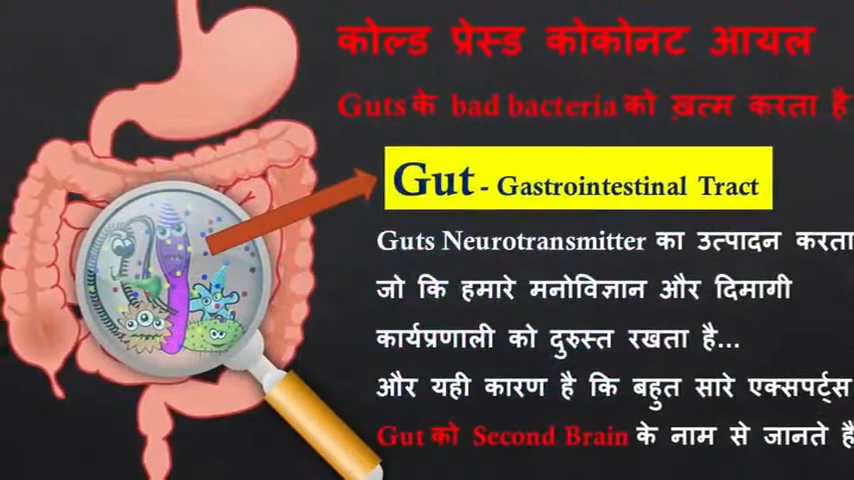 कोल्ड प्रेस्ड कोकोनट आयल
Guts के bad bacteria को ख़त्म करता है
Gut - Gastrointestinal Tract
Guts Neurotransmitter का उत्पादन करता
जो कि हमारे मनोविज्ञान और दिमागी
कार्यप्रणाली को दुरुस्त रखता है...
और यही कारण है कि बहुत सारे एक्सपर्ट्स
Gut को Second Brain के नाम से जानते है